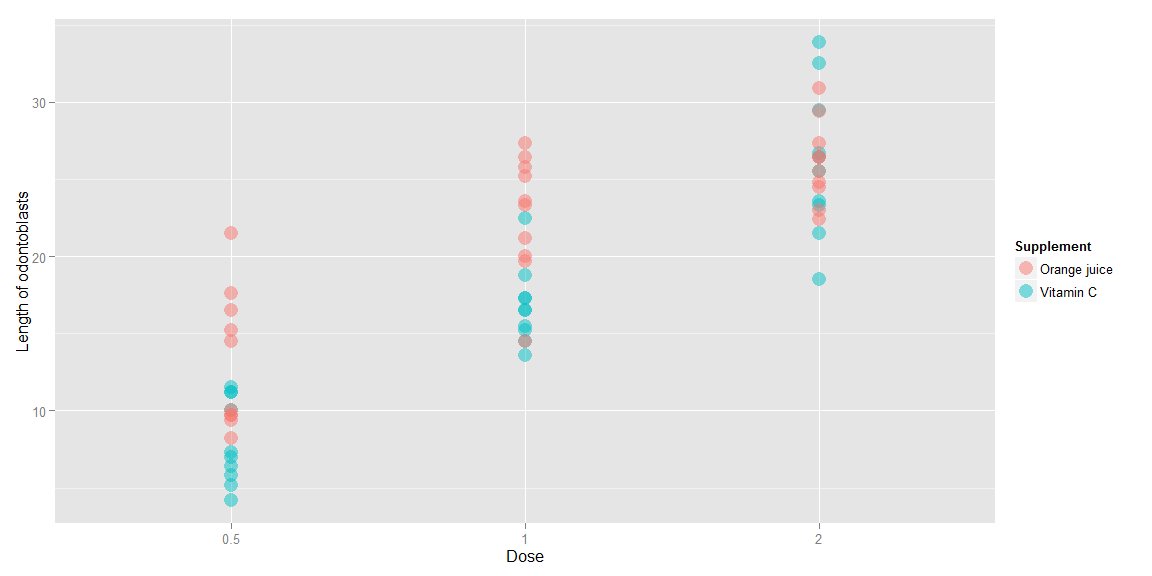 30
20
10
Length of odontoblasts
0.5
1
2
Dose
Supplement
Orange juice
Vitamin C